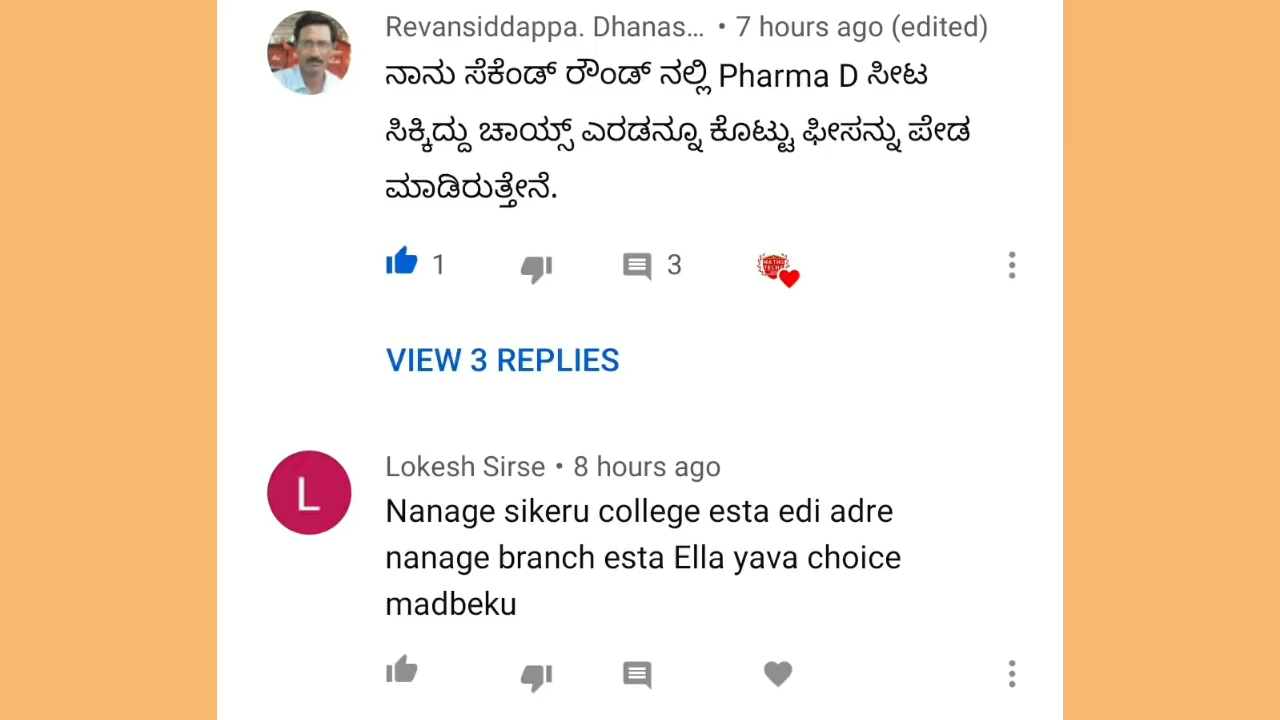 Revansiddappa. Dhanas... • 7 hours ago (edited)
ನಾನು ಸೆಕೆಂಡ್ ರೌಂಡ್ ನಲ್ಲಿ Pharma D ಸೀಟ
ಸಿಕ್ಕಿದ್ದು ಚಾಯ್ಸ್ ಎರಡನ್ನೂ ಕೊಟ್ಟು ಫೀಸನ್ನು ಪೇಡ
ಮಾಡಿರುತ್ತೇನೆ.
1 3
VIEW 3 REPLIES
L
Lokesh Sirse • 8 hours ago
Nanage sikeru college esta edi adre
nanage branch esta Ella yava choice
madbeku